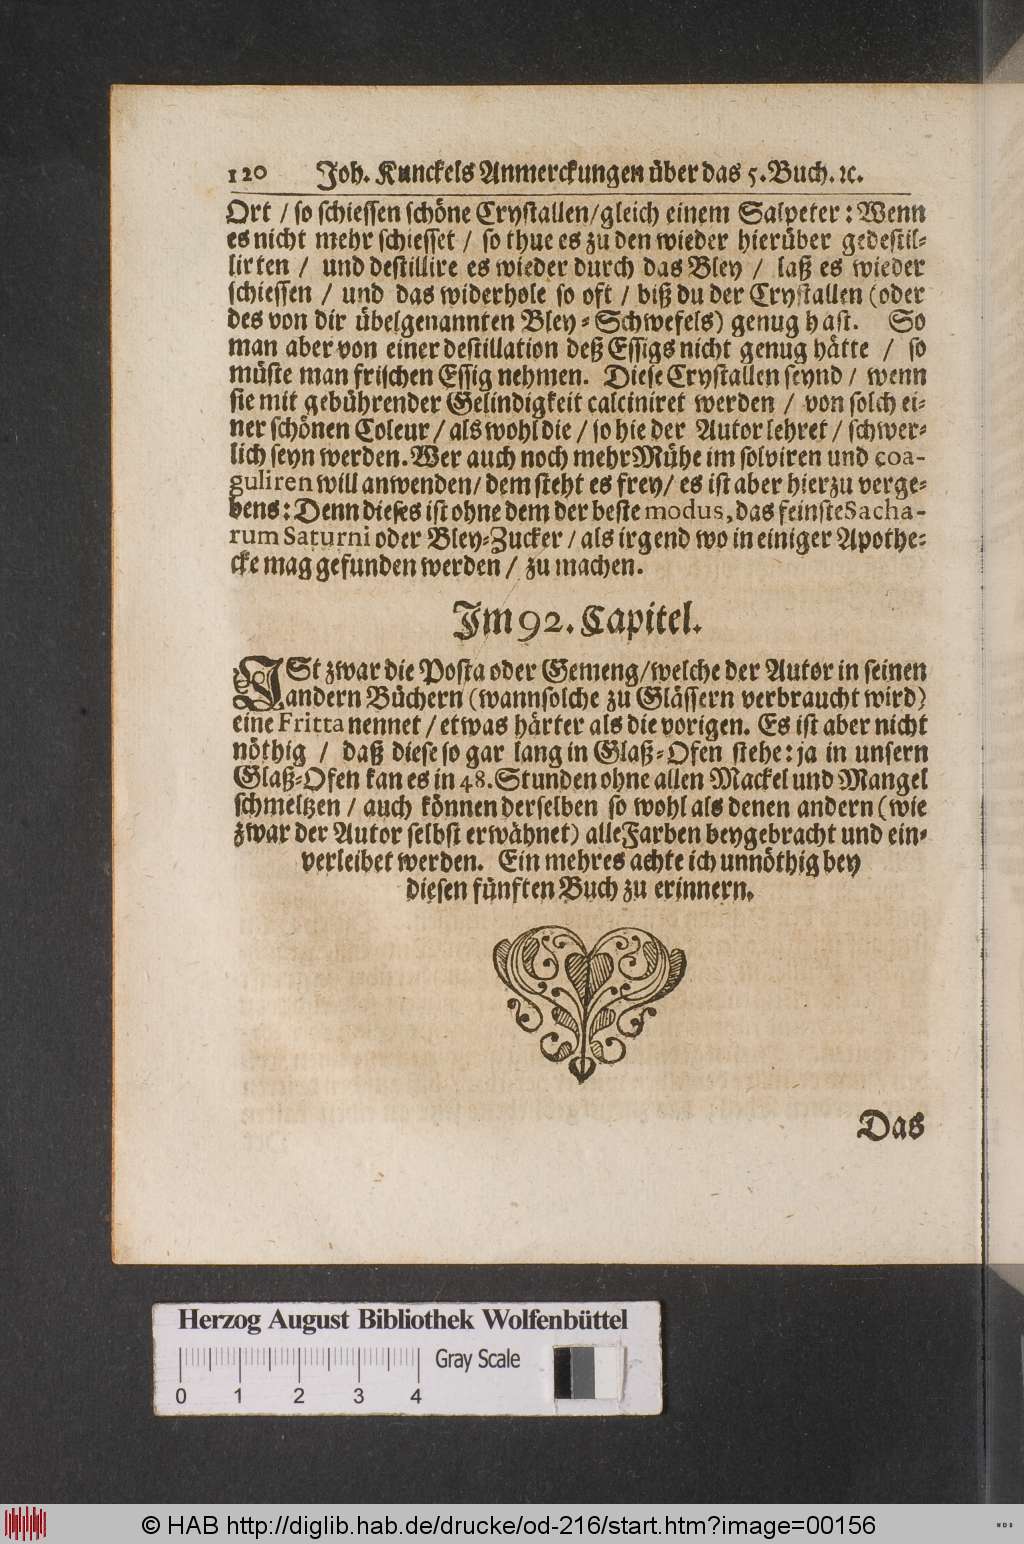 120 Joh. Kunckels Anmerckungen über das 5. Buch. ꝛc.
Ort / so schiessen schöne Crystallen / gleich einem Salpeter: Wenn
es nicht mehr schiesset / so thue es zu den wieder hierüber gedestil-
lirten / und destillire es wieder durch das Bley / laß es wieder
schiessen / und das widerhole so oft / biß du der Crystallen (oder
des von dir übelgenannten Bley-Schwefels) genug hast. So
man aber von einer destillation deß Essigs nicht genug hätte / so
müste man frischen Essig nehmen. Diese Crystallen seynd / wenn
sie mit gebührender Gelindigkeit calciniret werden / von solch ei-
ner schönen Coleur / als wohl die / so hie der Autor lehret / schwer-
lich seyn werden. Wer auch noch mehr Mühe im solviren und coa-
guliren will anwenden / dem steht es frey / es ist aber hierzu verge-
bens: Denn dieses ist ohne dem der beste modus, das feinste Sacha-
rum Saturni oder Bley-Zucker / als irgend wo in einiger Apothe-
cke mag gefunden werden / zu machen.
Im 92. Capitel.
ISt zwar die Posta oder Gemeng / welche der Autor in seinen
andern Büchern (wann solche zu Glässern verbraucht wird)
eine Fritta nennet / etwas härter als die vorigen. Es ist aber nicht
nöthig / daß diese so gar lang in Glaß-Ofen stehe: ja in unsern
Glaß-Ofen kan es in 48. Stunden ohne allen Mackel und Mangel
schmeltzen / auch können derselben so wohl als denen andern (wie
zwar der Autor selbst erwähnet) alle Farben beygebracht und ein-
verleibet werden. Ein mehres achte ich unnöthig bey
diesen fünften Buch zu erinnern.
Das
Herzog August Bibliothek Wolfenbüttel
Gray Scale
0 1 2 3 4
© HAB http://diglib.hab.de/drucke/od-216/start.htm?image=00156